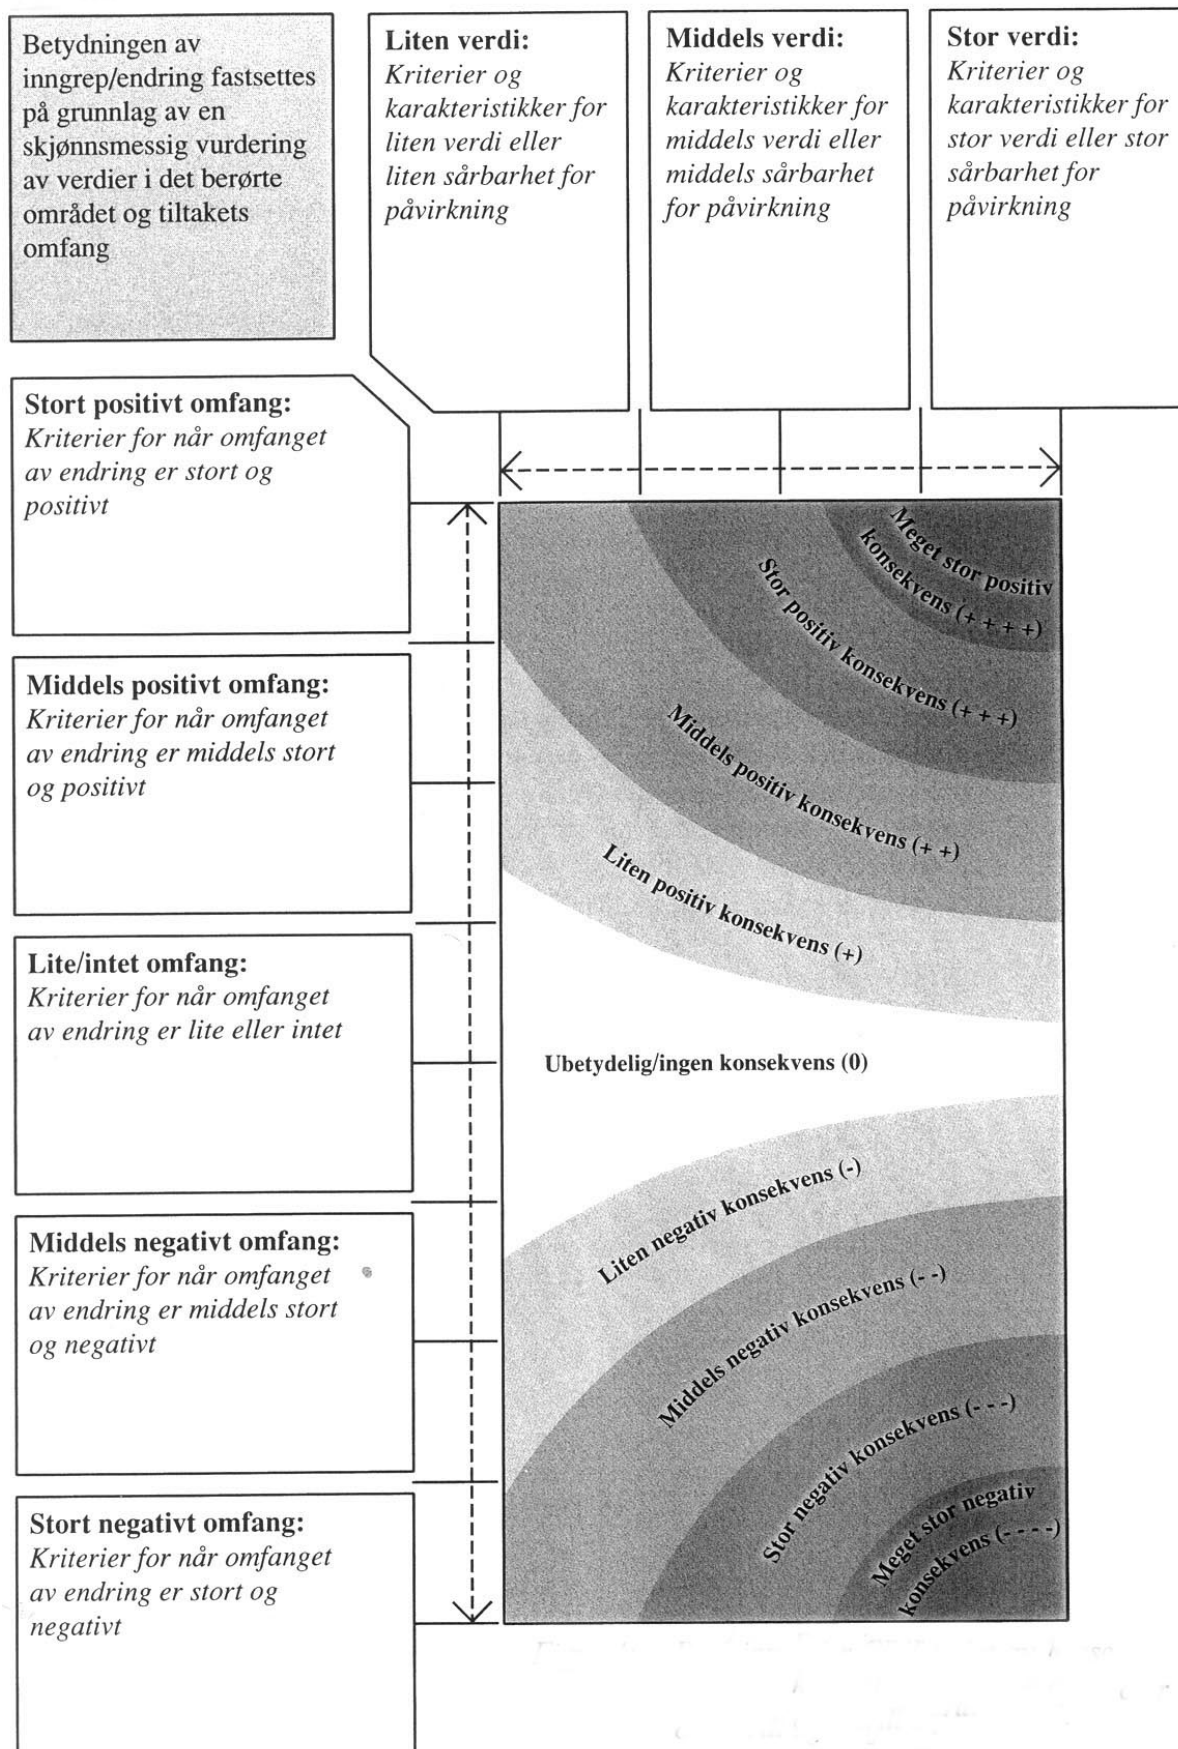 Betydningen av
inngrep/endring fastsettes
på grunnlag av en
skjønnsmessig vurdering
av verdier i det berørte
området og tiltakets
omfang
Liten verdi:
Kriterier og
karakteristikker for
liten verdi eller
liten sårbarhet for
påvirkning
Middels verdi:
Kriterier og
karakteristikker for
middels verdi eller
middels sårbarhet
for påvirkning
Stor verdi:
Kriterier og
karakteristikker for
stor verdi eller stor
sårbarhet for
påvirkning
Stort positivt omfang:
Kriterier for når omfanget
av endring er stort og
positivt
Middels positivt omfang:
Kriterier for når omfanget
av endring er middels stort
og positivt
Lite/intet omfang:
Kriterier for når omfanget
av endring er lite eller intet
Middels negativt omfang:
Kriterier for når omfanget
av endring er middels stort
og negativt
Stort negativt omfang:
Kriterier for når omfanget
av endring er stort og
negativt
Meget stor positiv
konsekvens (+ + + +)
Stor positiv konsekvens (+ + +)
Middels positiv konsekvens (+ +)
Liten positiv konsekvens (+)
Ubetydelig/ingen konsekvens (0)
Liten negativ konsekvens (-)
Middels negativ konsekvens (- -)
Stor negativ konsekvens (- - -)
Meget stor negativ
konsekvens (- - - -)